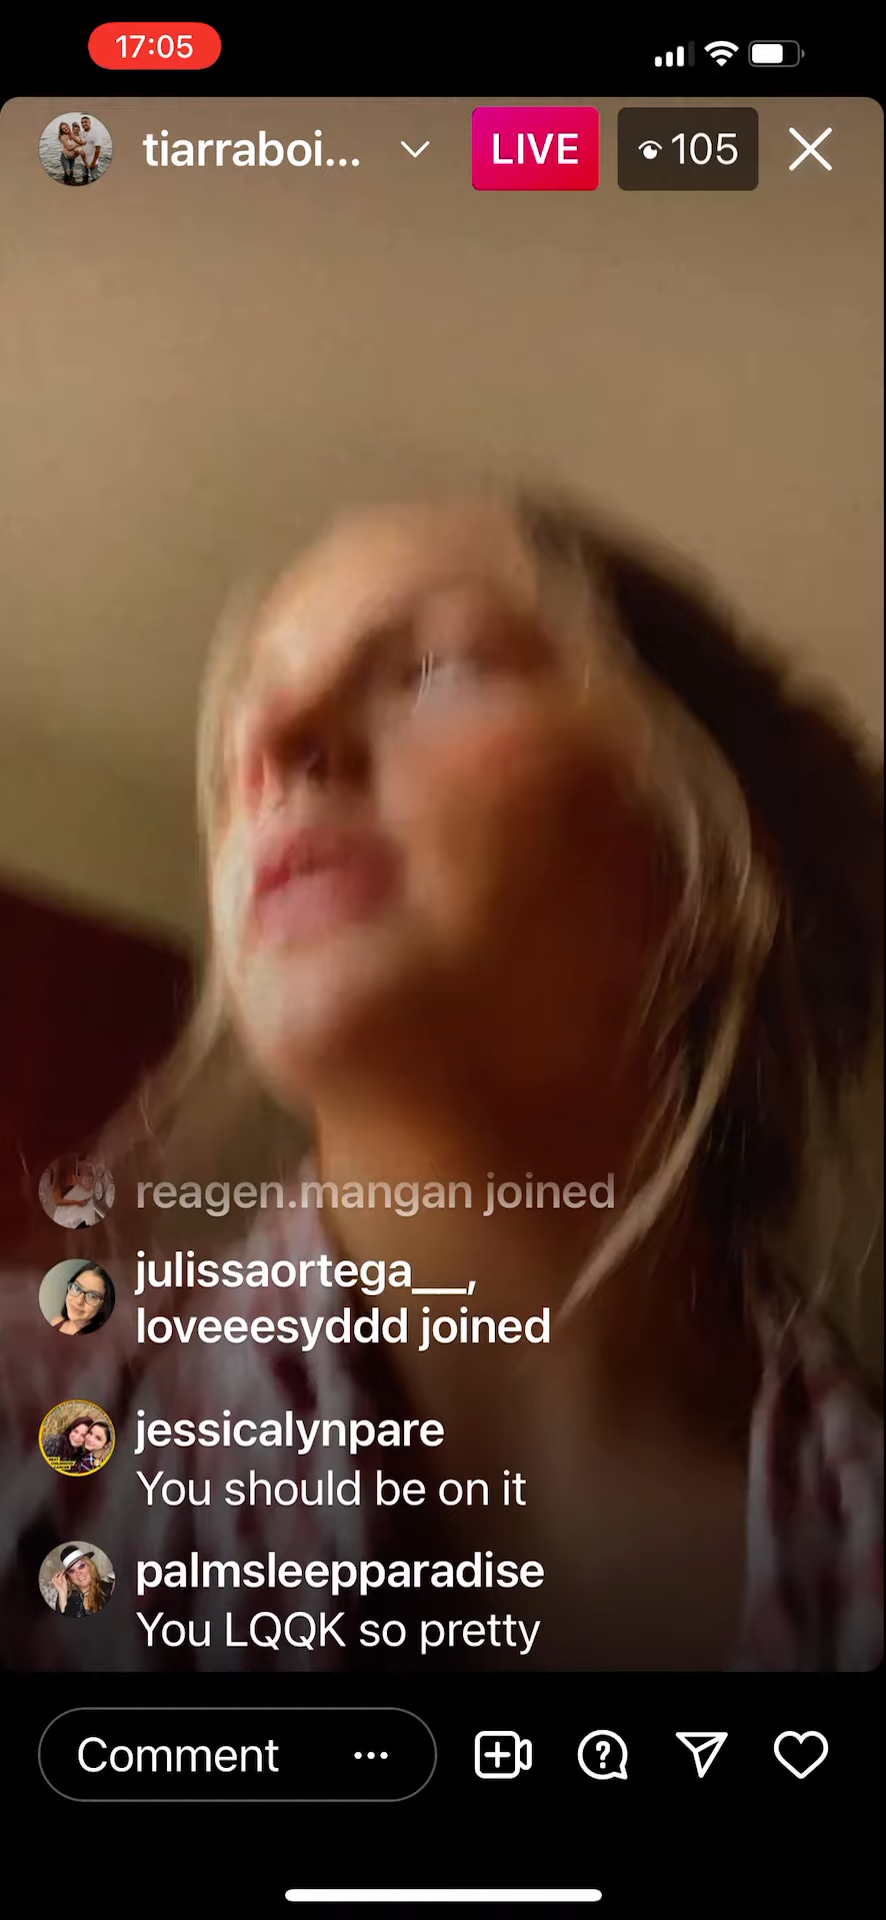 17:05
tiarraboi...
LIVE
105
reagen.mangan joined
julissaortega__,
loveeesyddd joined
jessicalynpare
You should be on it
palmsleepparadise
You LQQK so pretty
Comment